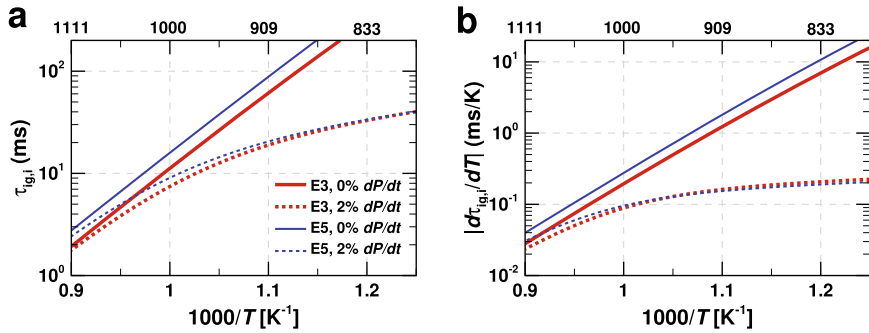 a
1111 1000 909 833
τig,i (ms)
10²
10¹
10⁰
E3, 0% dP/dt
E3, 2% dP/dt
E5, 0% dP/dt
E5, 2% dP/dt
0.9 1 1.1 1.2
1000/T [K⁻¹]
b
1111 1000 909 833
|dτig,i/dT| (ms/K)
10¹
10⁰
10⁻¹
10⁻²
0.9 1 1.1 1.2
1000/T [K⁻¹]